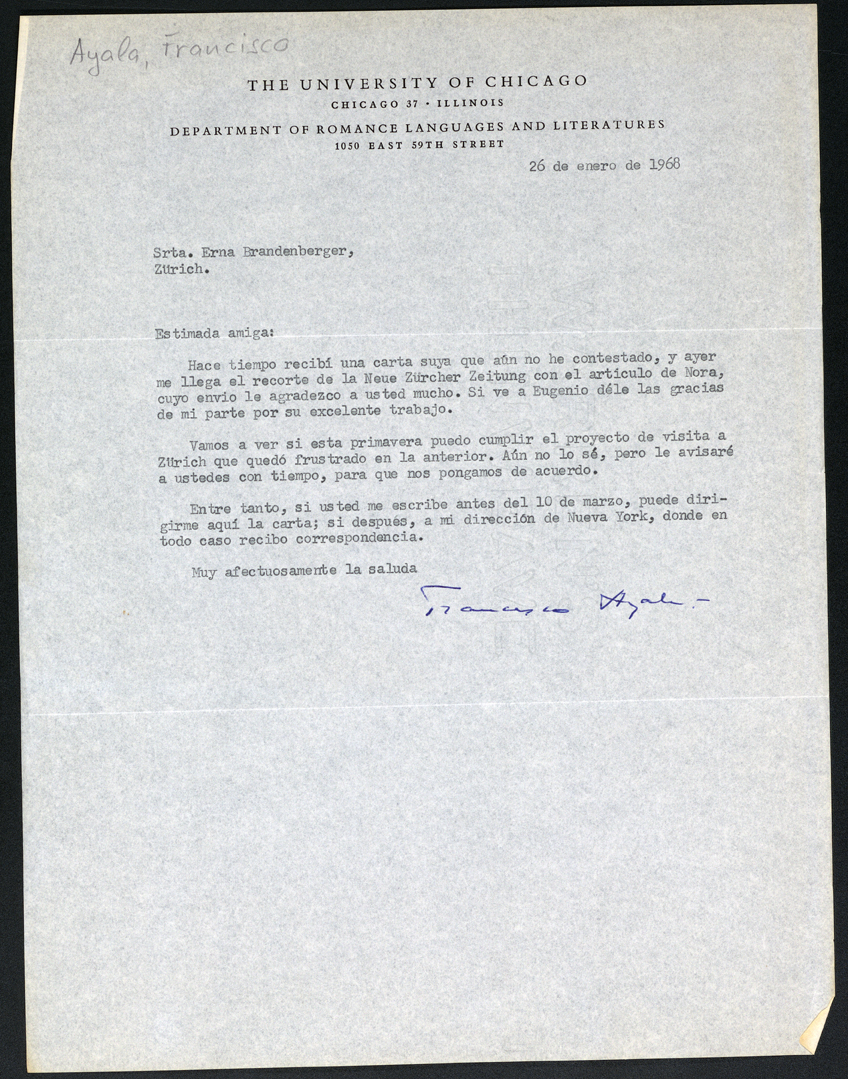 Ayala, Francisco
THE UNIVERSITY OF CHICAGO
CHICAGO 37 · ILLINOIS
DEPARTMENT OF ROMANCE LANGUAGES AND LITERATURES
1050 EAST 59TH STREET
26 de enero de 1968
Srta. Erna Brandenberger,
Zürich.
Estimada amiga:
Hace tiempo recibí una carta suya que aún no he contestado, y ayer
me llega el recorte de la Neue Zürcher Zeitung con el artículo de Nora,
cuyo envío le agradezco a usted mucho. Si ve a Eugenio déle las gracias
de mi parte por su excelente trabajo.
Vamos a ver si esta primavera puedo cumplir el proyecto de visita a
Zürich que quedó frustrado en la anterior. Aún no lo sé, pero le avisaré
a ustedes con tiempo, para que nos pongamos de acuerdo.
Entre tanto, si usted me escribe antes del 10 de marzo, puede diri-
girme aquí la carta; si después, a mi dirección de Nueva York, donde en
todo caso recibo correspondencia.
Muy afectuosamente la saluda
Francisco Ayala.-